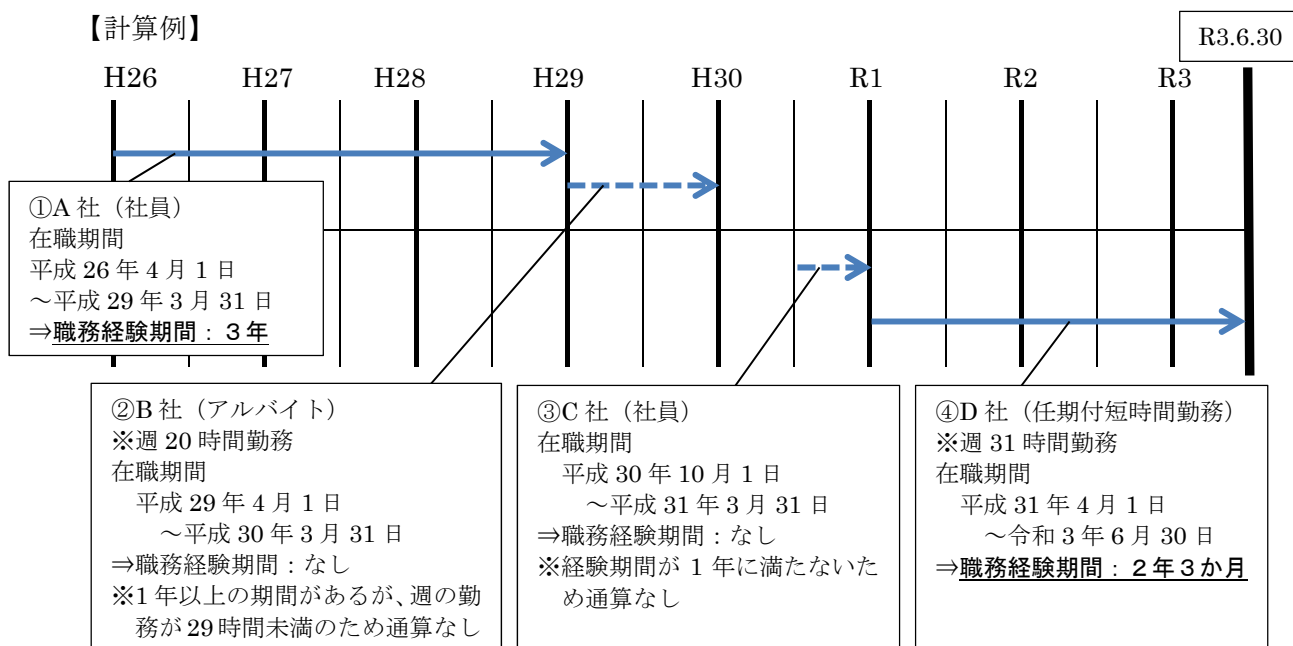 【計算例】
R3.6.30
H26 H27 H28 H29 H30 R1 R2 R3
①A 社（社員）
在職期間
平成 26 年 4 月 1 日
～平成 29 年 3 月 31 日
⇒職務経験期間：３年
②B 社（アルバイト）
※週 20 時間勤務
在職期間
平成 29 年 4 月 1 日
～平成 30 年 3 月 31 日
⇒職務経験期間：なし
※1 年以上の期間があるが、週の勤
務が 29 時間未満のため通算なし
③C 社（社員）
在職期間
平成 30 年 10 月 1 日
～平成 31 年 3 月 31 日
⇒職務経験期間：なし
※経験期間が 1 年に満たないた
め通算なし
④D 社（任期付短時間勤務）
※週 31 時間勤務
在職期間
平成 31 年 4 月 1 日
～令和 3 年 6 月 30 日
⇒職務経験期間：２年３か月